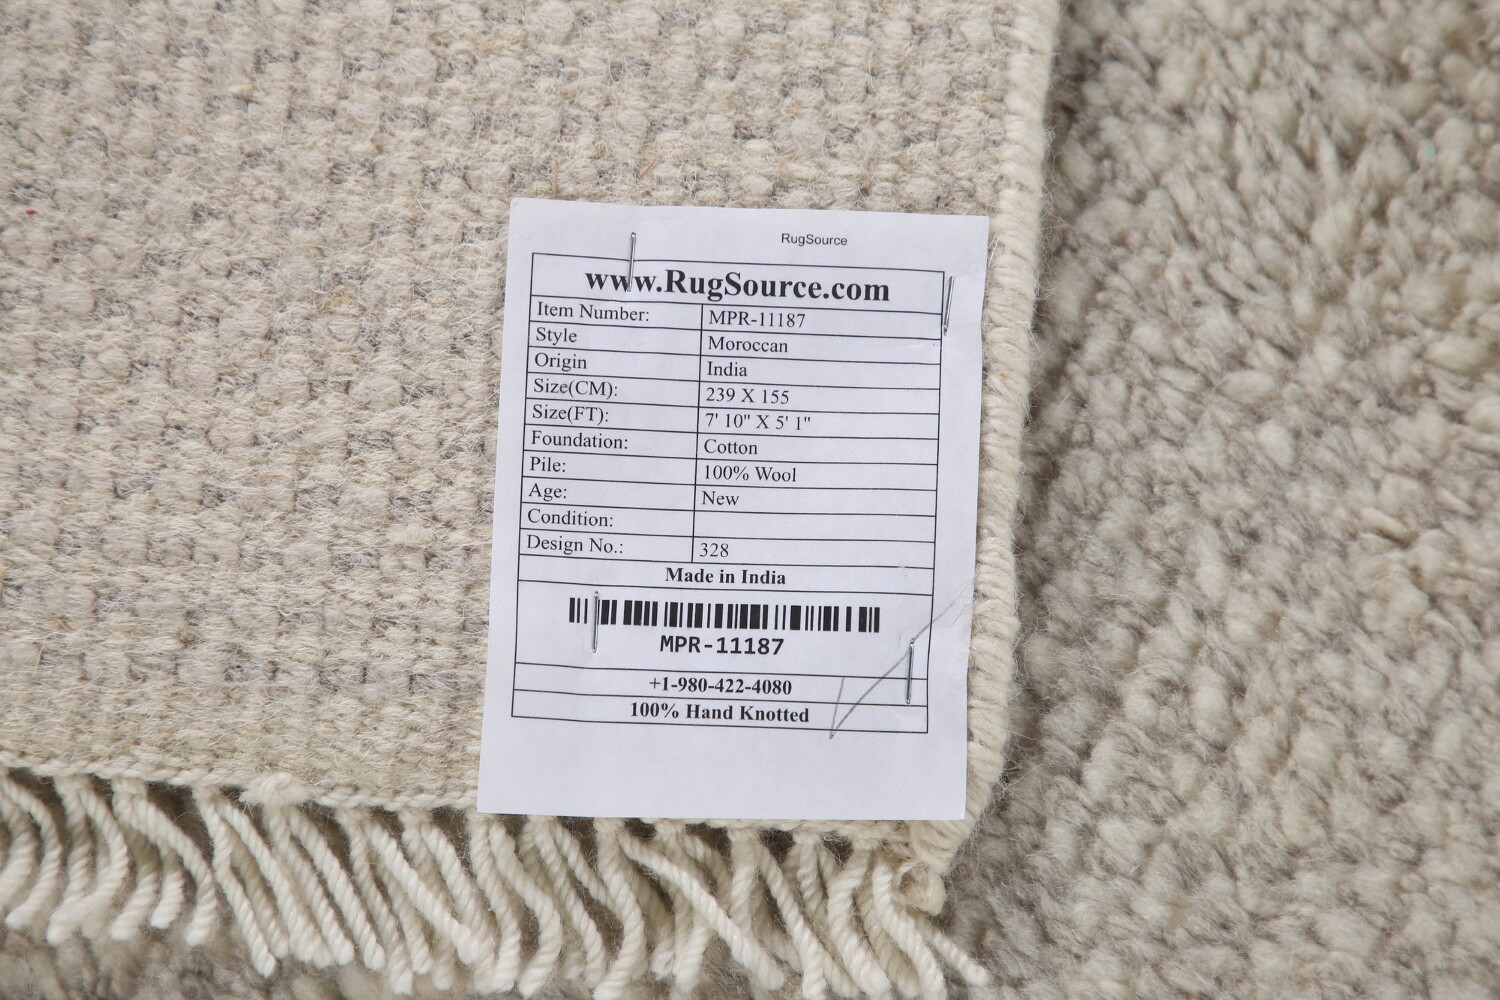 RugSource
www.RugSource.com
Item Number: MPR-11187
Style Moroccan
Origin India
Size(CM): 239 X 155
Size(FT): 7' 10" X 5' 1"
Foundation: Cotton
Pile: 100% Wool
Age: New
Condition:
Design No.: 328
Made in India
MPR-11187
+1-980-422-4080
100% Hand Knotted